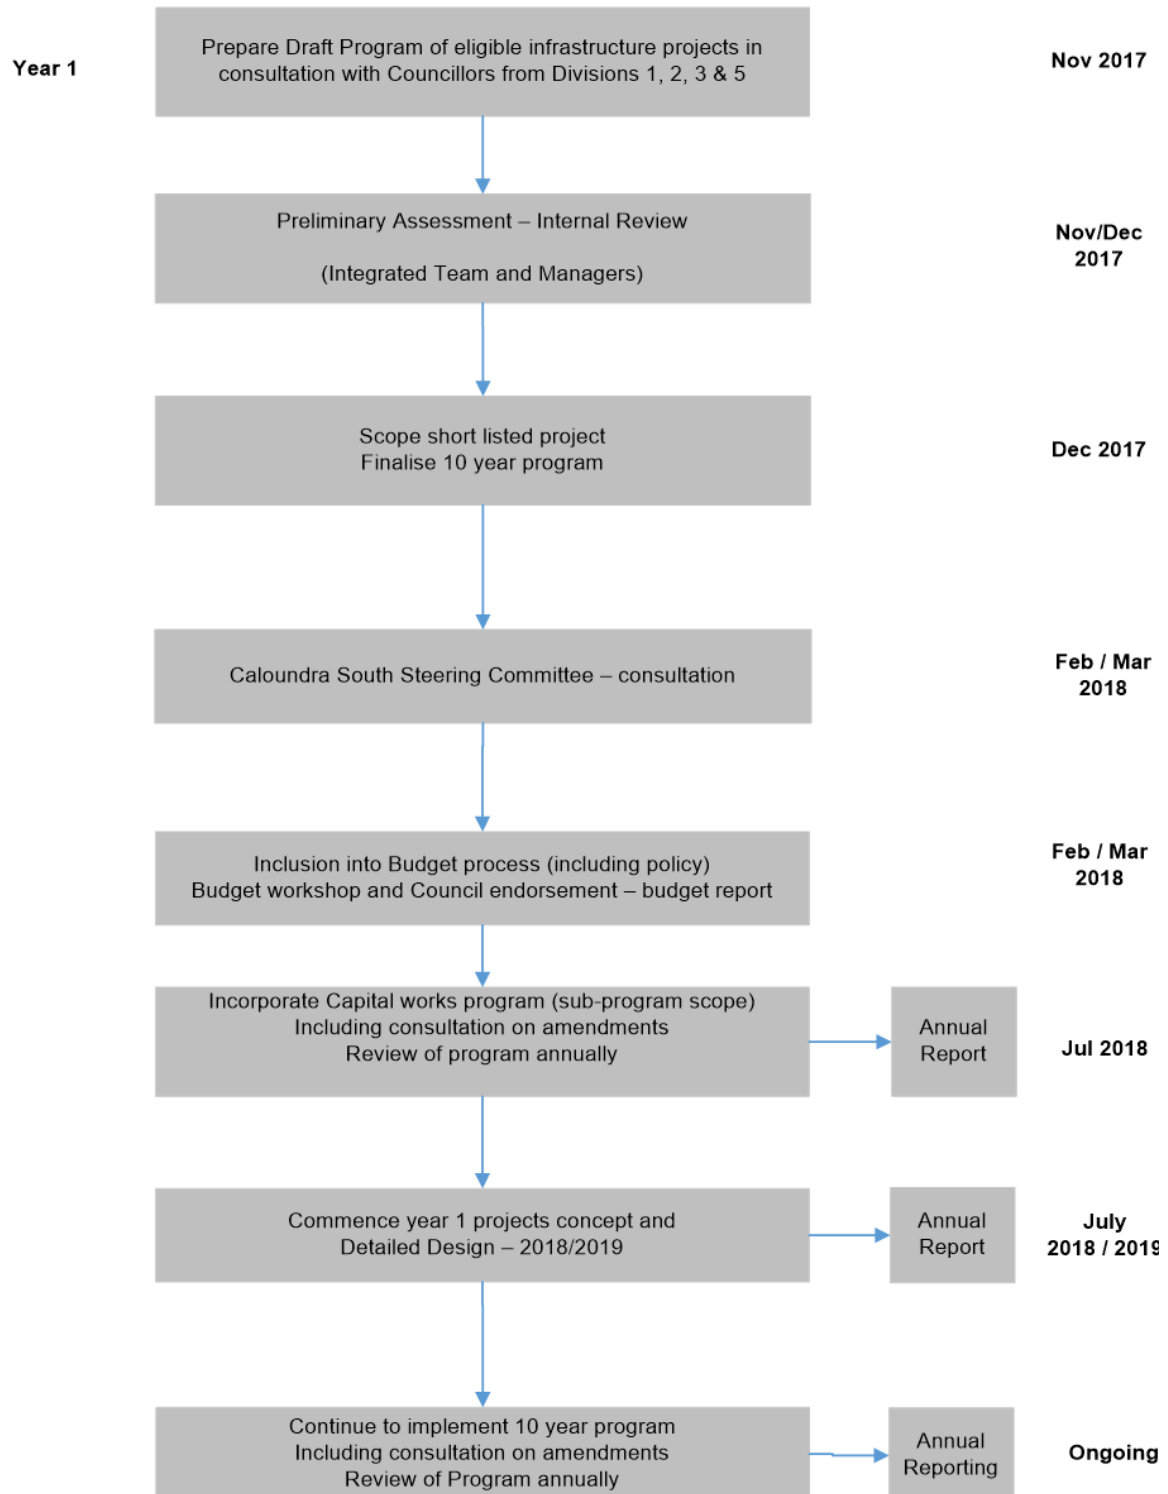 Year 1
Prepare Draft Program of eligible infrastructure projects in
consultation with Councillors from Divisions 1, 2, 3 & 5
Nov 2017
Preliminary Assessment – Internal Review
(Integrated Team and Managers)
Nov/Dec
2017
Scope short listed project
Finalise 10 year program
Dec 2017
Caloundra South Steering Committee – consultation
Feb / Mar
2018
Inclusion into Budget process (including policy)
Budget workshop and Council endorsement – budget report
Feb / Mar
2018
Incorporate Capital works program (sub-program scope)
Including consultation on amendments
Review of program annually
Annual
Report
Jul 2018
Commence year 1 projects concept and
Detailed Design – 2018/2019
Annual
Report
July
2018 / 2019
Continue to implement 10 year program
Including consultation on amendments
Review of Program annually
Annual
Reporting
Ongoing